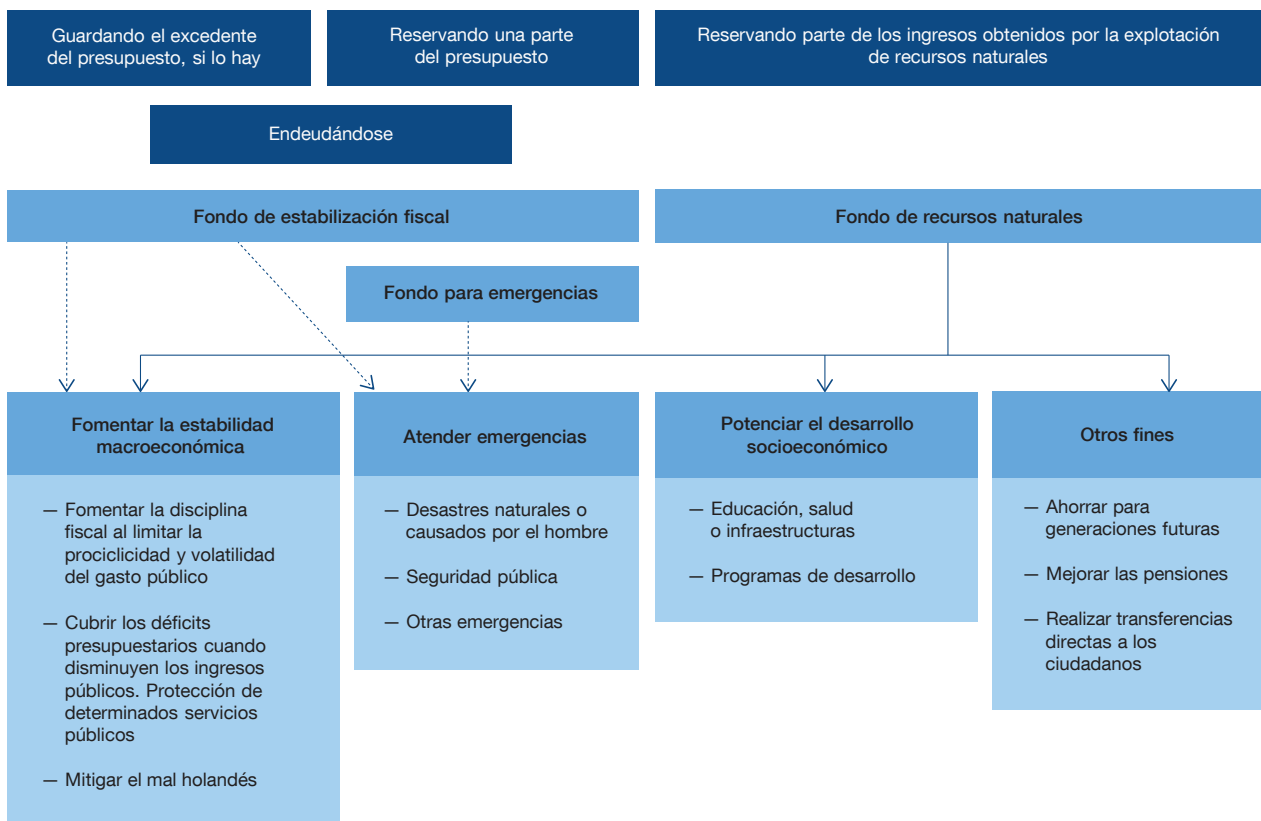 Guardando el excedente
del presupuesto, si lo hay
Reservando una parte
del presupuesto
Reservando parte de los ingresos obtenidos por la explotación
de recursos naturales
Endeudándose
Fondo de estabilización fiscal
Fondo de recursos naturales
Fondo para emergencias
Fomentar la estabilidad
macroeconómica
— Fomentar la disciplina
fiscal al limitar la
prociclicidad y volatilidad
del gasto público
— Cubrir los déficits
presupuestarios cuando
disminuyen los ingresos
públicos. Protección de
determinados servicios
públicos
— Mitigar el mal holandés
Atender emergencias
— Desastres naturales o
causados por el hombre
— Seguridad pública
— Otras emergencias
Potenciar el desarrollo
socioeconómico
— Educación, salud
o infraestructuras
— Programas de desarrollo
Otros fines
— Ahorrar para
generaciones futuras
— Mejorar las pensiones
— Realizar transferencias
directas a los
ciudadanos